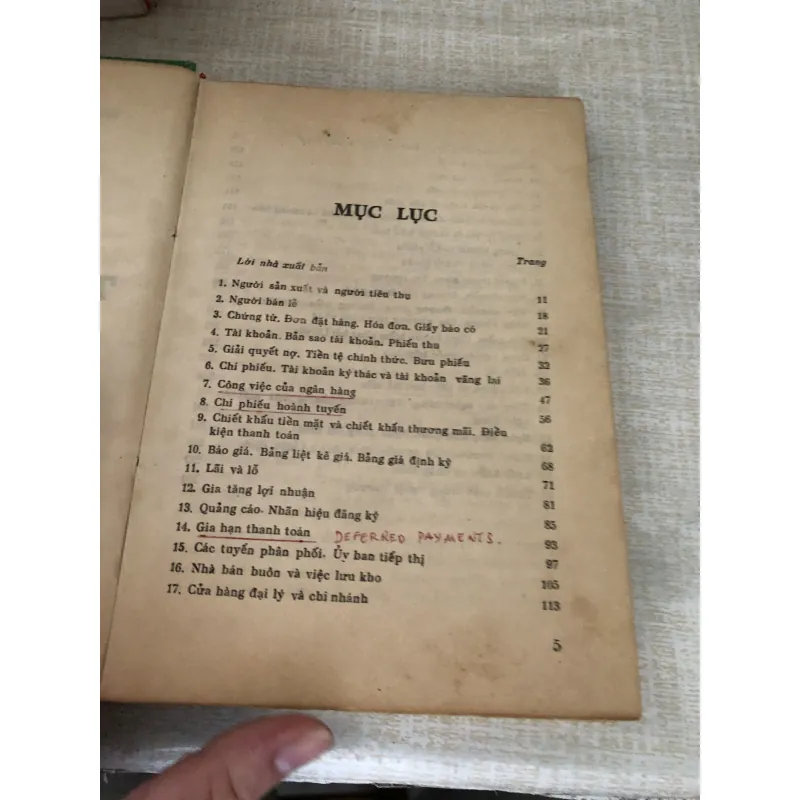 MỤC LỤC
Lời nhà xuất bản Trang
1. Người sản xuất và người tiêu thụ 11
2. Người bán lẻ 18
3. Chứng từ. Đơn đặt hàng. Hóa đơn. Giấy báo có 21
4. Tài khoản. Bản sao tài khoản. Phiếu thu 27
5. Giải quyết nợ. Tiền tệ chính thức. Bưu phiếu 32
6. Chi phiếu. Tài khoản ký thác và tài khoản vãng lai 36
7. Công việc của ngân hàng 47
8. Chi phiếu hoành tuyến 56
9. Chiết khấu tiền mặt và chiết khấu thương mãi. Điều
kiện thanh toán 62
10. Báo giá. Bảng liệt kê giá. Bảng giá định kỳ 68
11. Lãi và lỗ 71
12. Gia tăng lợi nhuận 81
13. Quảng cáo. Nhãn hiệu đăng ký 85
14. Gia hạn thanh toán DEFERRED PAYMENTS. 93
15. Các tuyến phân phối. Ủy ban tiếp thị 97
16. Nhà bán buôn và việc lưu kho 105
17. Cửa hàng đại lý và chi nhánh 113
5